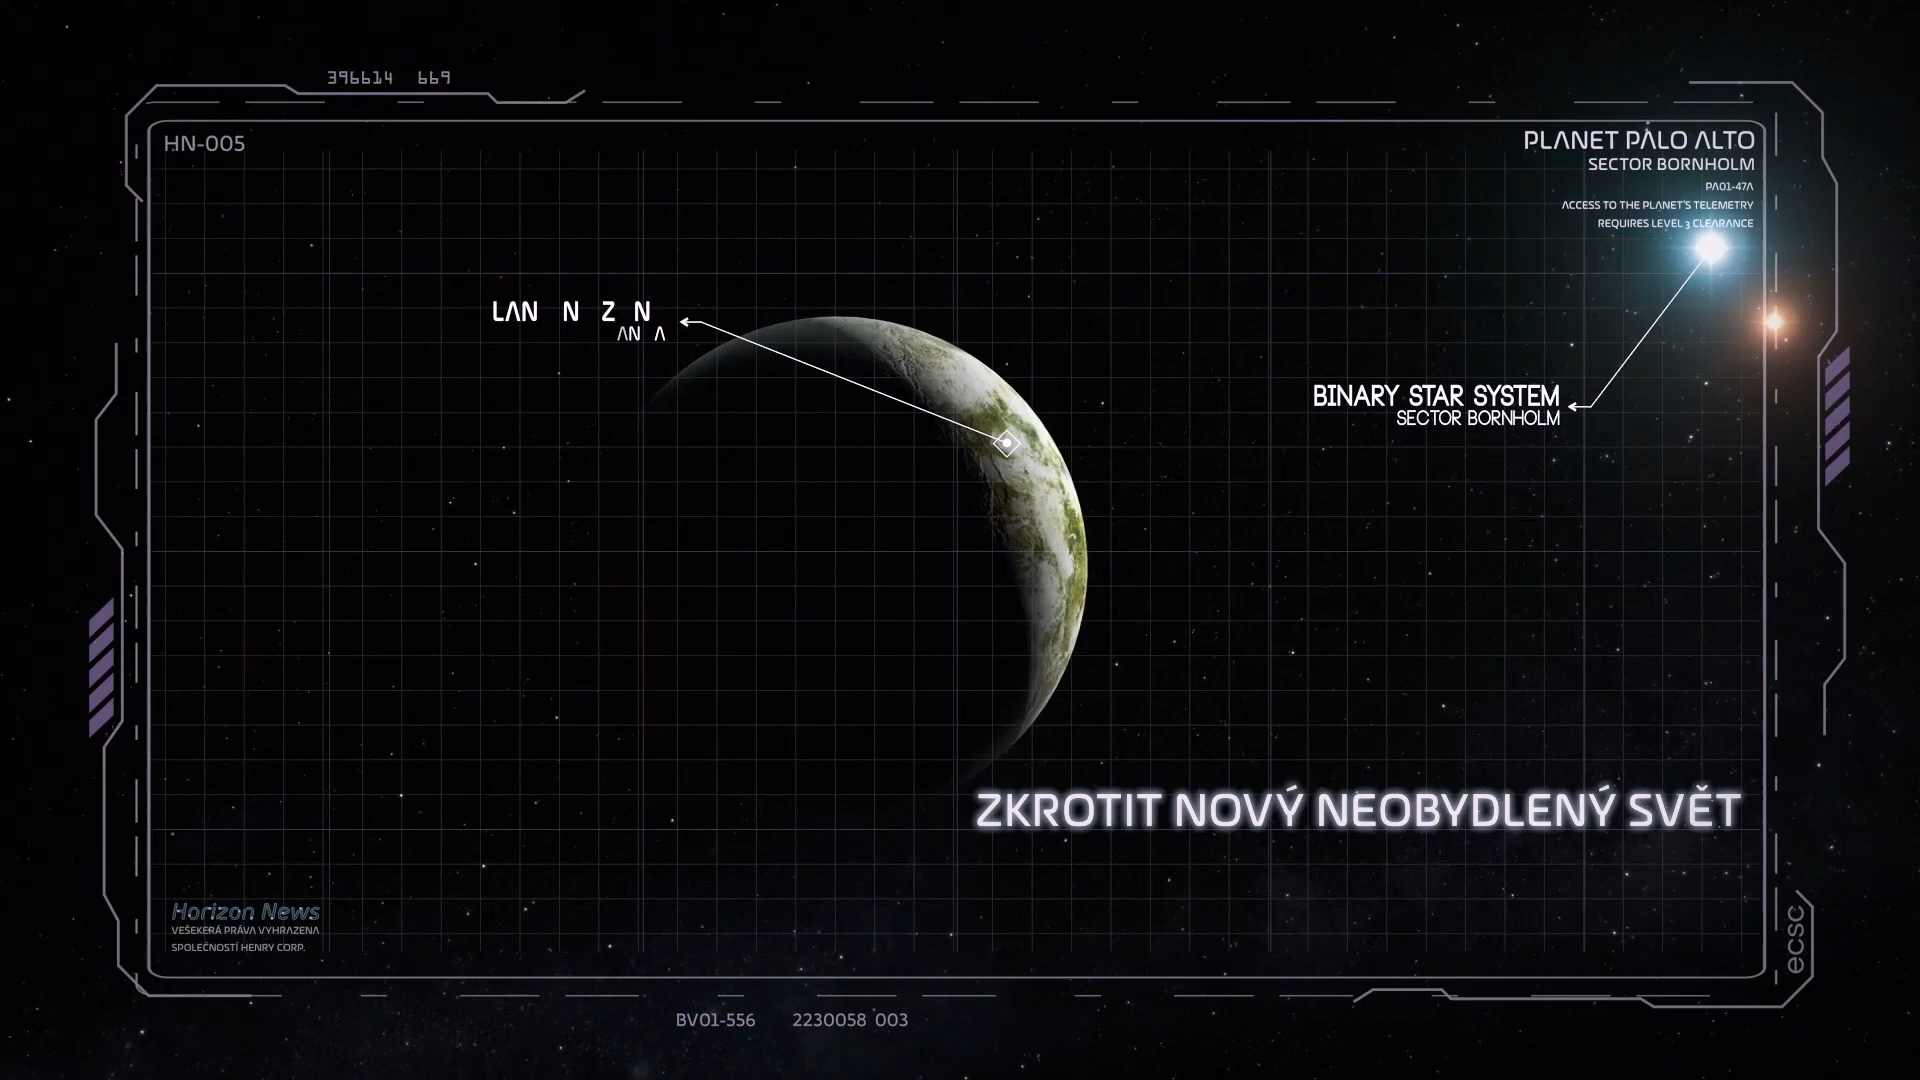 396614 669
HN-005
PLANET PALO ALTO
SECTOR BORNHOLM
PA01-47A
ACCESS TO THE PLANET'S TELEMETRY
REQUIRES LEVEL 3 CLEARANCE
LAN N Z N
AN A
BINARY STAR SYSTEM
SECTOR BORNHOLM
ZKROTIT NOVÝ NEOBYDLENÝ SVĚT
Horizon News
VEŠEKERÁ PRÁVA VYHRAZENA
SPOLEČNOSTÍ HENRY CORP.
ecsc
BV01-556 2230058 003